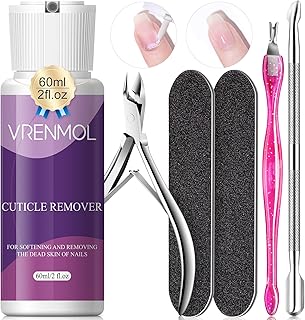 60ml
2fl.oz
VRENMOL
CUTICLE REMOVER
FOR SOFTENING AND REMOVING
THE DEAD SKIN OF NAILS
60ml/2 fl.oz